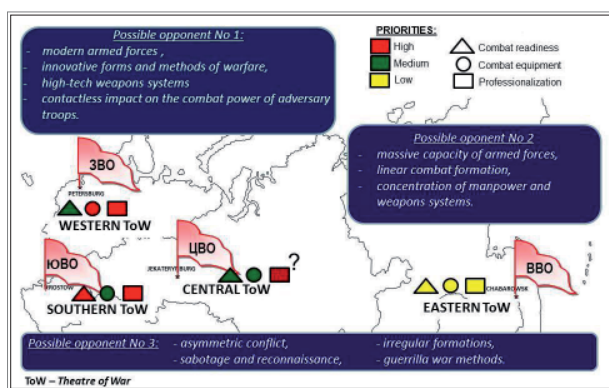 Possible opponent No 1:
- modern armed forces ,
- innovative forms and methods of warfare,
- high-tech weapons systems
- contactless impact on the combat power of adversary
troops.
PRIORITIES:
High
Medium
Low
Combat readiness
Combat equipment
Professionalization
Possible oponent No 2
- massive capacity of armed forces,
- linear combat formation,
- concentration of manpower and
weapons systems.
ЗВО
PETERSBURG
WESTERN ToW
ЮВО
ROSTOW
SOUTHERN ToW
ЦВО
JEKATERYNBURG
?
CENTRAL ToW
ВВО
CHABAROWSK
EASTERN ToW
Possible opponent No 3: - asymmetric conflict, - irregular formations,
- sabotage and reconnaissance, - guerrilla war methods.
ToW – Theatre of War